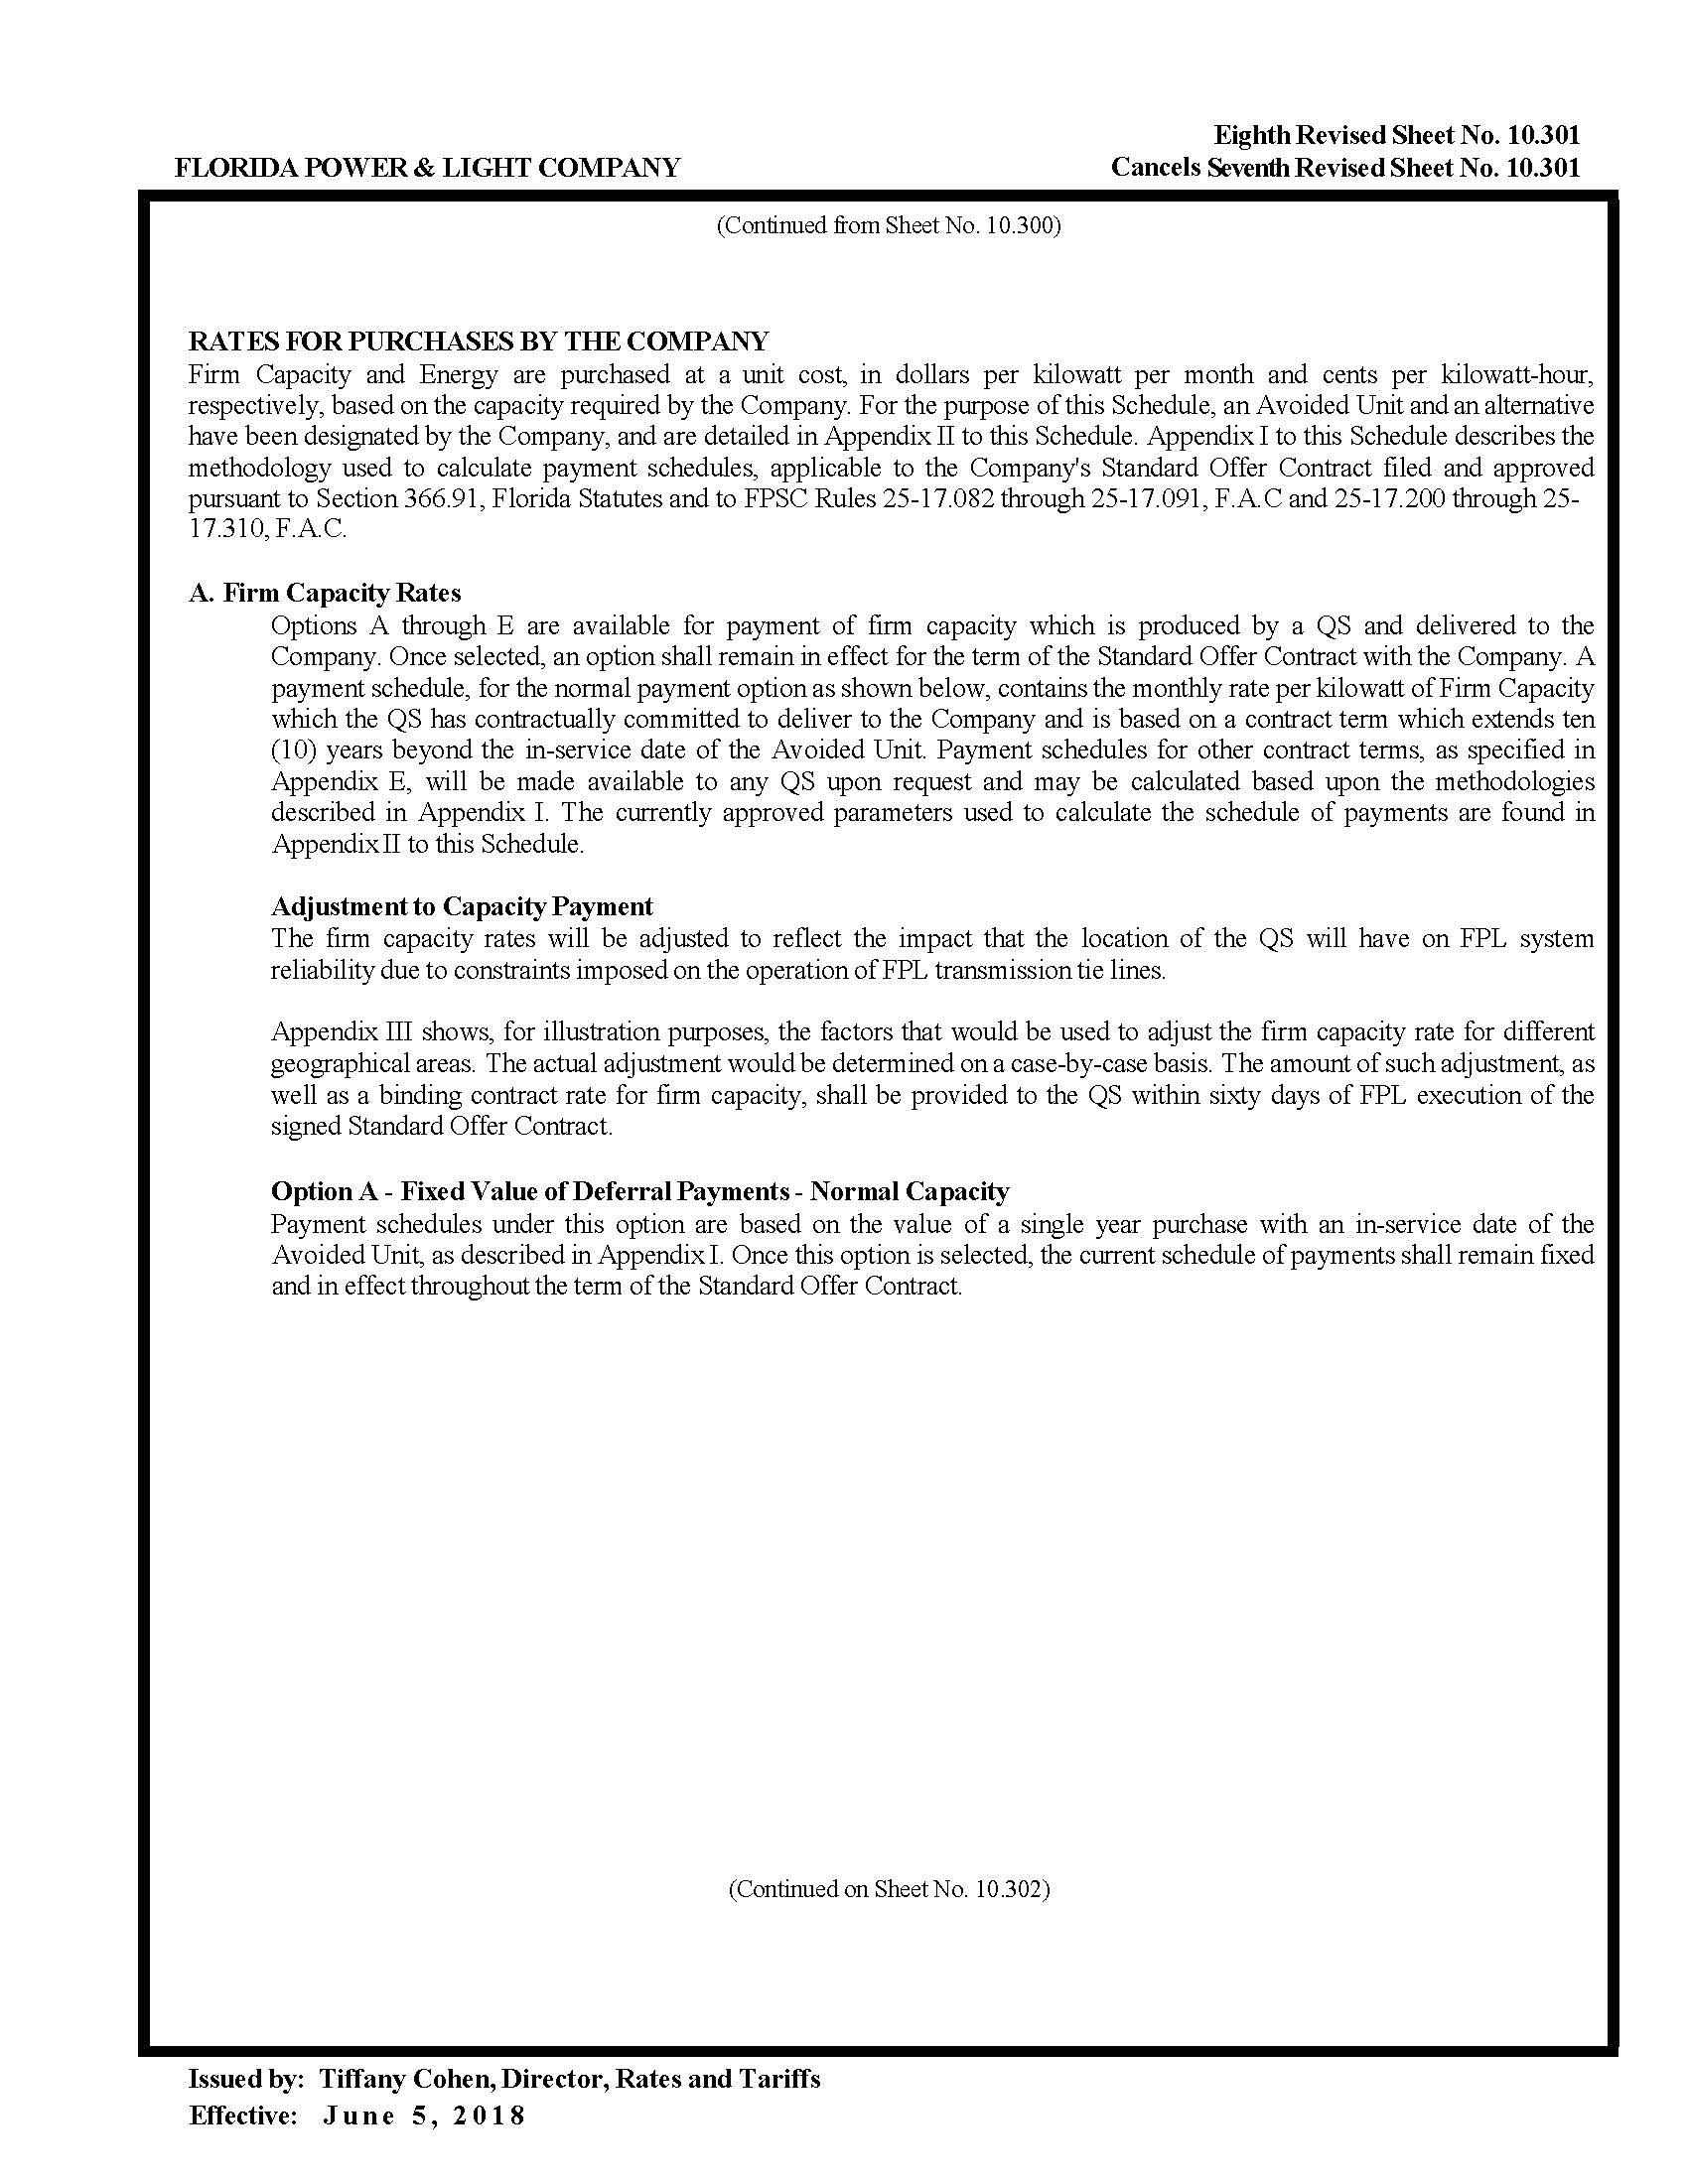 Eighth Revised Sheet No. 10.301
FLORIDA POWER & LIGHT COMPANY Cancels Seventh Revised Sheet No. 10.301
(Continued from Sheet No. 10.300)
RATES FOR PURCHASES BY THE COMPANY
Firm Capacity and Energy are purchased at a unit cost, in dollars per kilowatt per month and cents per kilowatt-hour,
respectively, based on the capacity required by the Company. For the purpose of this Schedule, an Avoided Unit and an alternative
have been designated by the Company, and are detailed in Appendix II to this Schedule. Appendix I to this Schedule describes the
methodology used to calculate payment schedules, applicable to the Company's Standard Offer Contract filed and approved
pursuant to Section 366.91, Florida Statutes and to FPSC Rules 25-17.082 through 25-17.091, F.A.C and 25-17.200 through 25-
17.310, F.A.C.
A. Firm Capacity Rates
Options A through E are available for payment of firm capacity which is produced by a QS and delivered to the
Company. Once selected, an option shall remain in effect for the term of the Standard Offer Contract with the Company. A
payment schedule, for the normal payment option as shown below, contains the monthly rate per kilowatt of Firm Capacity
which the QS has contractually committed to deliver to the Company and is based on a contract term which extends ten
(10) years beyond the in-service date of the Avoided Unit. Payment schedules for other contract terms, as specified in
Appendix E, will be made available to any QS upon request and may be calculated based upon the methodologies
described in Appendix I. The currently approved parameters used to calculate the schedule of payments are found in
Appendix II to this Schedule.
Adjustment to Capacity Payment
The firm capacity rates will be adjusted to reflect the impact that the location of the QS will have on FPL system
reliability due to constraints imposed on the operation of FPL transmission tie lines.
Appendix III shows, for illustration purposes, the factors that would be used to adjust the firm capacity rate for different
geographical areas. The actual adjustment would be determined on a case-by-case basis. The amount of such adjustment, as
well as a binding contract rate for firm capacity, shall be provided to the QS within sixty days of FPL execution of the
signed Standard Offer Contract.
Option A - Fixed Value of Deferral Payments - Normal Capacity
Payment schedules under this option are based on the value of a single year purchase with an in-service date of the
Avoided Unit, as described in Appendix I. Once this option is selected, the current schedule of payments shall remain fixed
and in effect throughout the term of the Standard Offer Contract.
(Continued on Sheet No. 10.302)
Issued by: Tiffany Cohen, Director, Rates and Tariffs
Effective: June 5, 2018